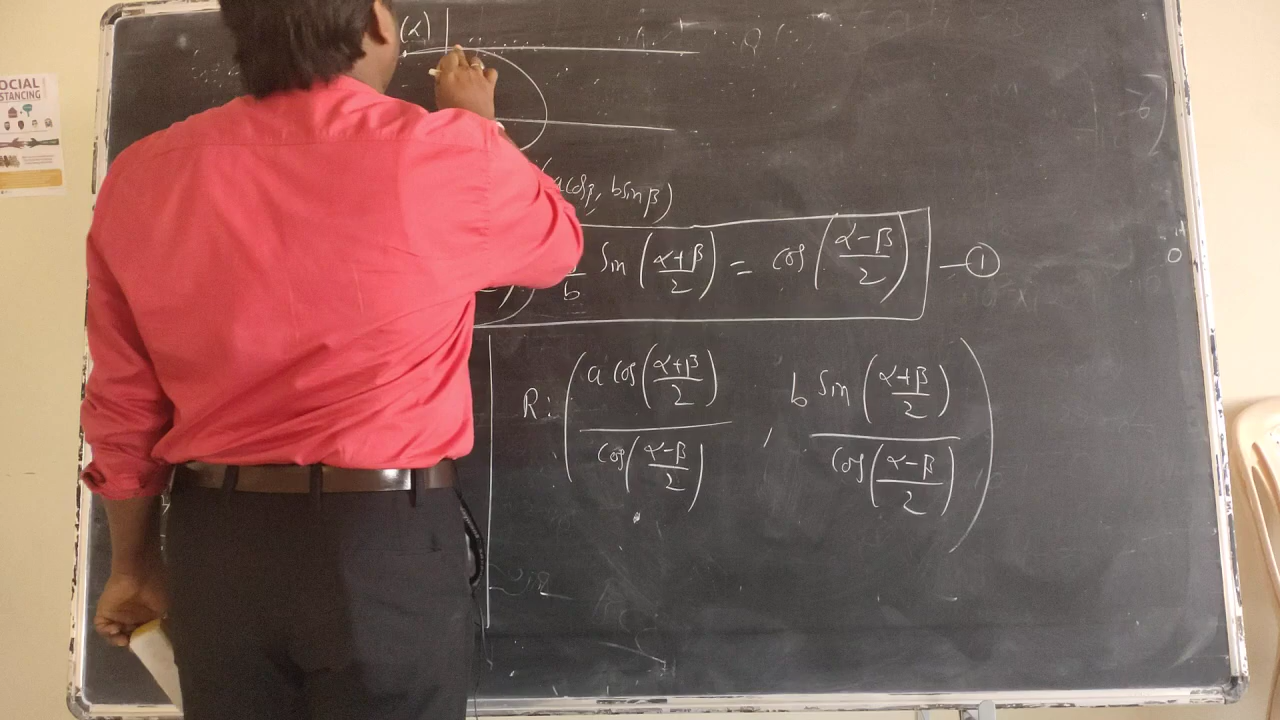 SOCIAL
DISTANCING
(α)
(a cos β, b sin β)
/b sin ((α+β)/2) = cos ((α-β)/2) — ①
R: ( a cos((α+β)/2) / cos((α-β)/2) , b sin((α+β)/2) / cos((α-β)/2) )